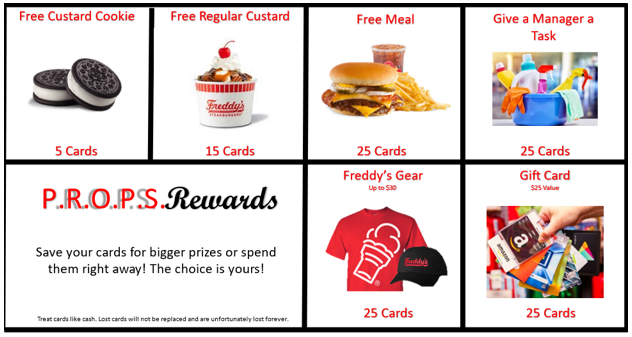 Free Custard Cookie
5 Cards
Free Regular Custard
Freddy's
STEAKBURGERS
15 Cards
Free Meal
25 Cards
Give a Manager a
Task
25 Cards
P.R.O.P.S.Rewards
Save your cards for bigger prizes or spend
them right away! The choice is yours!
Treat cards like cash. Lost cards will not be replaced and are unfortunately lost forever.
Freddy's Gear
Up to $30
Freddy's
25 Cards
Gift Card
$25 Value
amazon
25 Cards